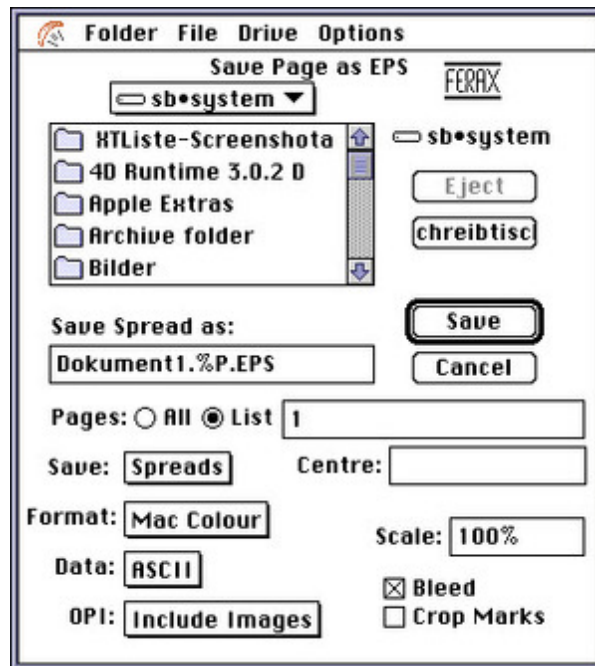 Folder File Drive Options
Save Page as EPS
FERAX
sb•system
XTListe-Screenshota
4D Runtime 3.0.2 D
Apple Extras
Archive folder
Bilder
sb•system
Eject
chreibtisc
Save Spread as:
Dokument1.%P.EPS
Save
Cancel
Pages: All List 1
Save: Spreads Centre:
Format: Mac Colour
Scale: 100%
Data: ASCII
Bleed
OPI: Include Images
Crop Marks